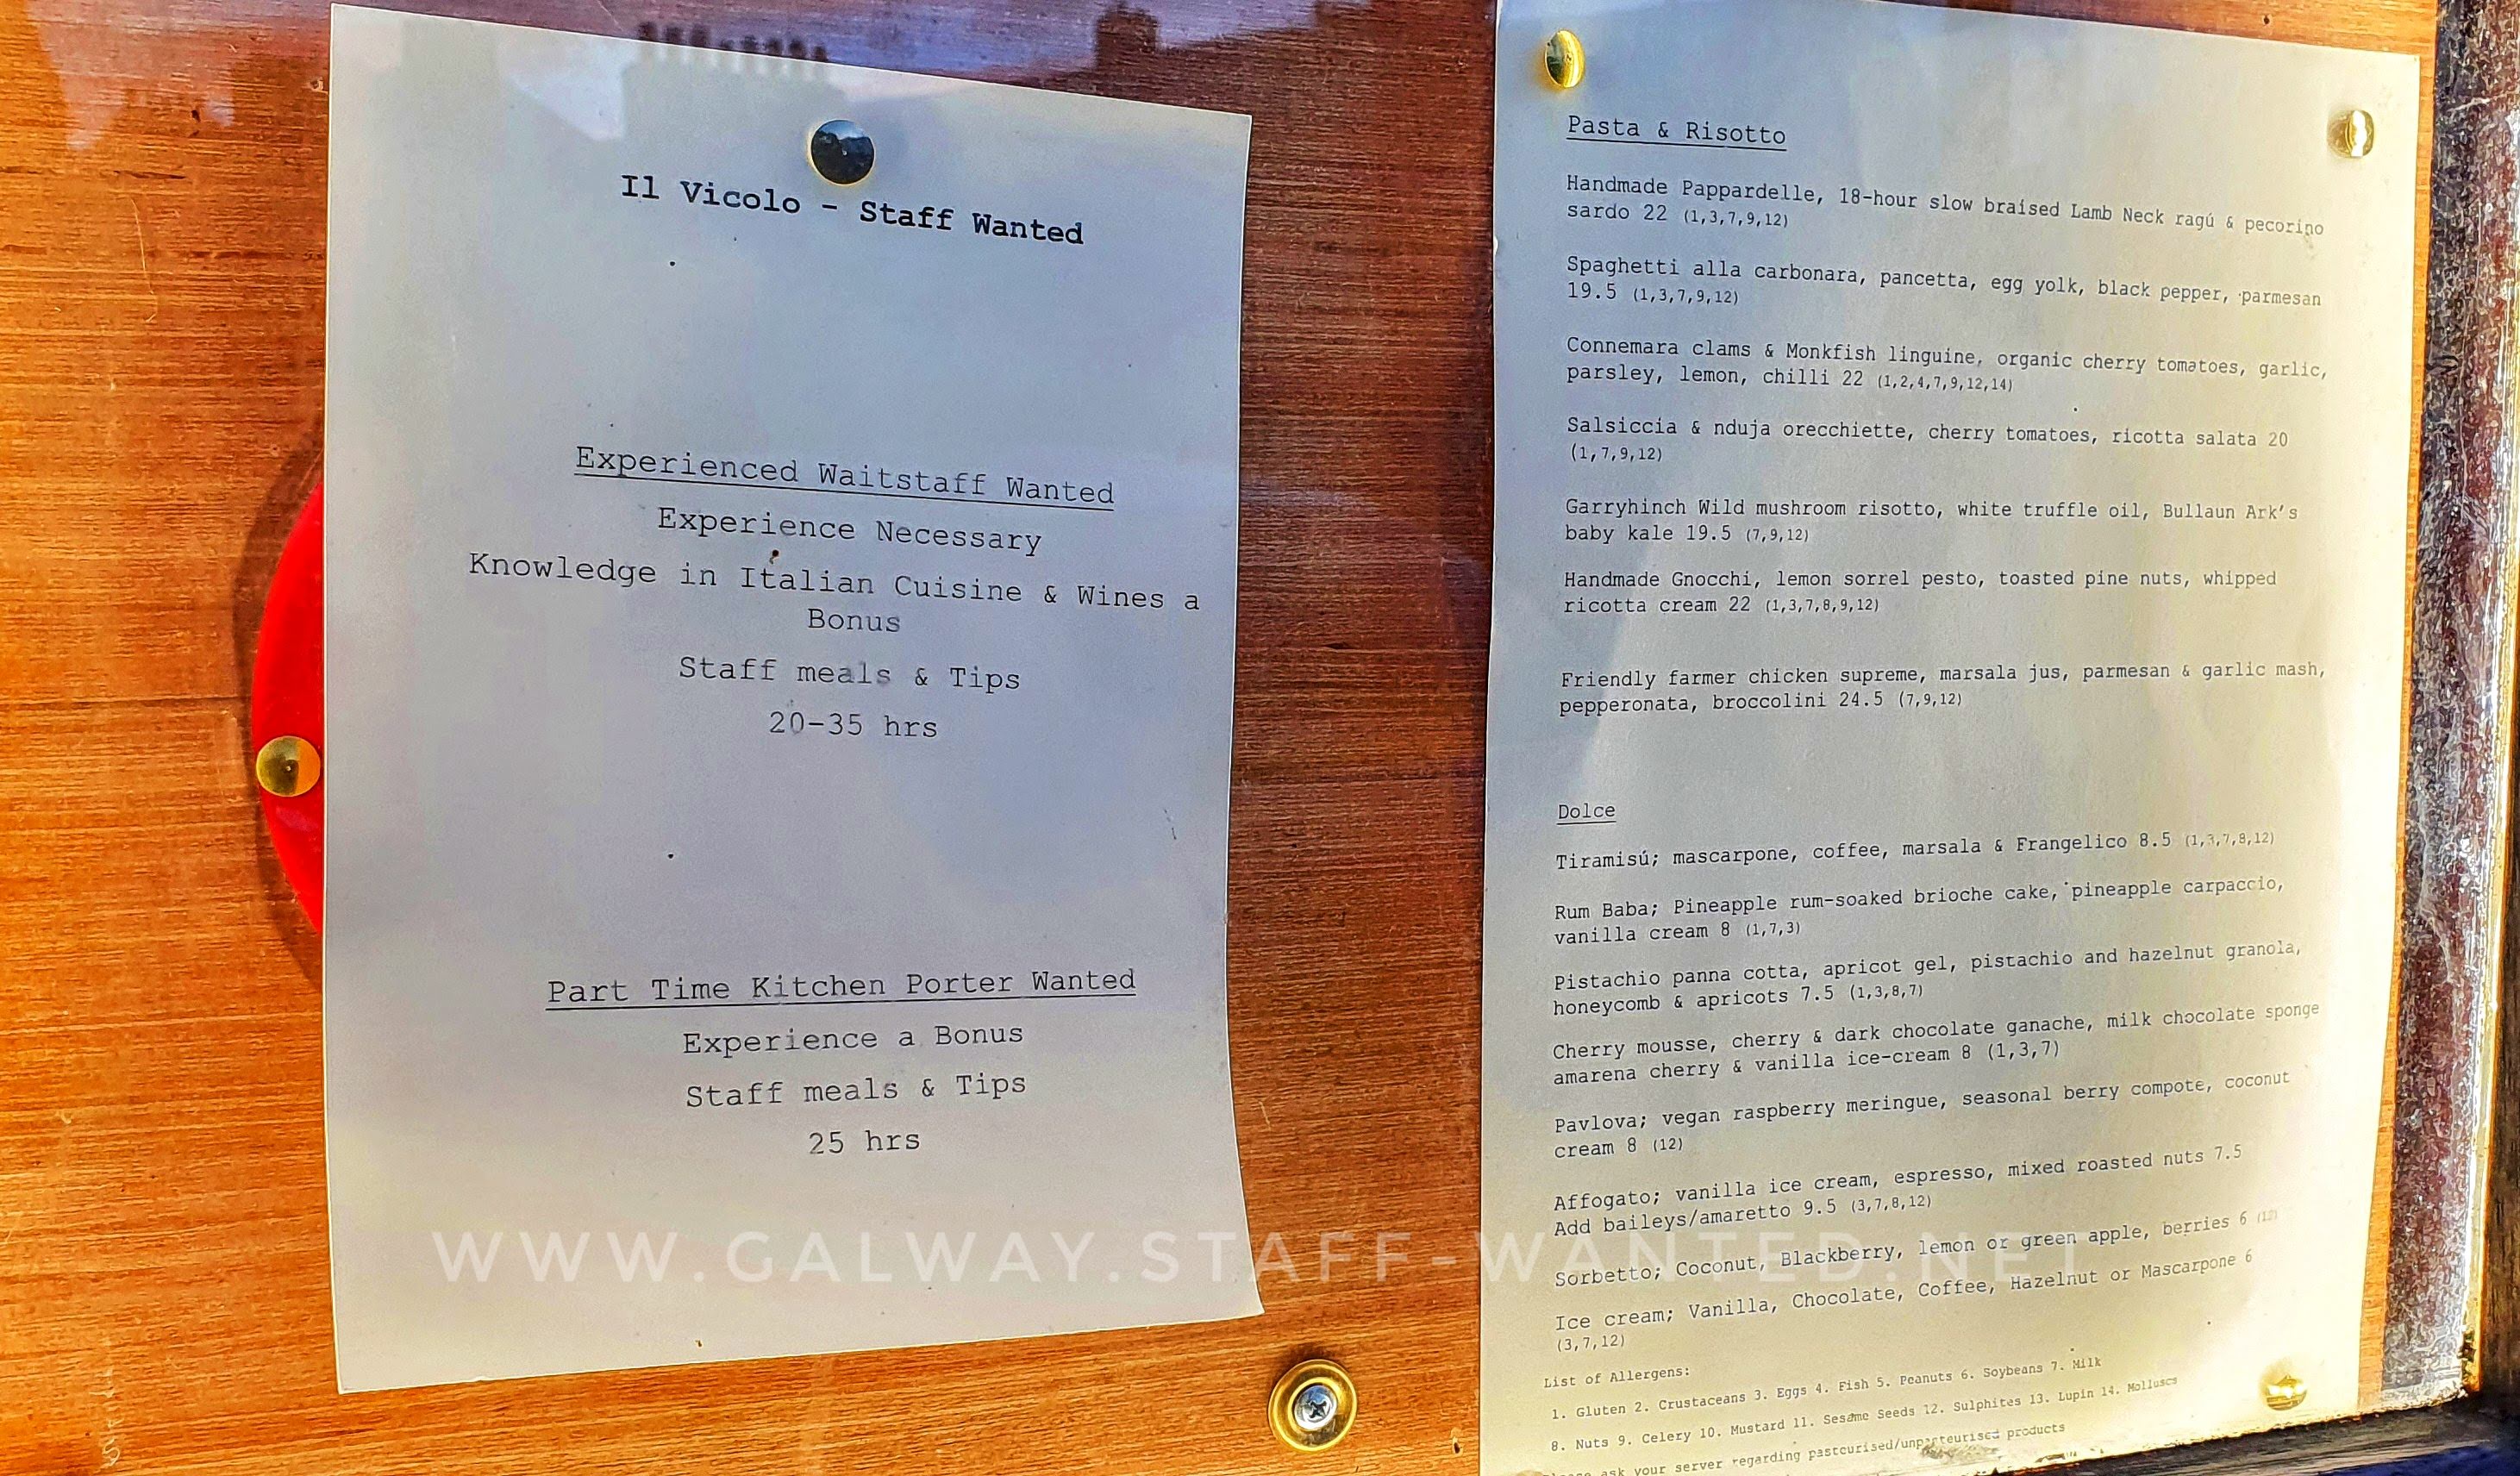 Il Vicolo - Staff Wanted
Experienced Waitstaff Wanted
Experience Necessary
Knowledge in Italian Cuisine & Wines a
Bonus
Staff meals & Tips
20-35 hrs
Part Time Kitchen Porter Wanted
Experience a Bonus
Staff meals & Tips
25 hrs
Pasta & Risotto
Handmade Pappardelle, 18-hour slow braised Lamb Neck ragú & pecorino
sardo 22 (1,3,7,9,12)
Spaghetti alla carbonara, pancetta, egg yolk, black pepper, parmesan
19.5 (1,3,7,9,12)
Connemara clams & Monkfish linguine, organic cherry tomatoes, garlic,
parsley, lemon, chilli 22 (1,2,4,7,9,12,14)
Salsiccia & nduja orecchiette, cherry tomatoes, ricotta salata 20
(1,7,9,12)
Garryhinch Wild mushroom risotto, white truffle oil, Bullaun Ark's
baby kale 19.5 (7,9,12)
Handmade Gnocchi, lemon sorrel pesto, toasted pine nuts, whipped
ricotta cream 22 (1,3,7,8,9,12)
Friendly farmer chicken supreme, marsala jus, parmesan & garlic mash,
pepperonata, broccolini 24.5 (7,9,12)
Dolce
Tiramisú; mascarpone, coffee, marsala & Frangelico 8.5 (1,3,7,8,12)
Rum Baba; Pineapple rum-soaked brioche cake, pineapple carpaccio,
vanilla cream 8 (1,7,3)
Pistachio panna cotta, apricot gel, pistachio and hazelnut granola,
honeycomb & apricots 7.5 (1,3,8,7)
Cherry mousse, cherry & dark chocolate ganache, milk chocolate sponge
amarena cherry & vanilla ice-cream 8 (1,3,7)
Pavlova; vegan raspberry meringue, seasonal berry compote, coconut
cream 8 (12)
Affogato; vanilla ice cream, espresso, mixed roasted nuts 7.5
Add baileys/amaretto 9.5 (3,7,8,12)
Sorbetto; Coconut, Blackberry, lemon or green apple, berries 6 (12)
Ice cream; Vanilla, Chocolate, Coffee, Hazelnut or Mascarpone 6
(3,7,12)
List of Allergens:
1. Gluten 2. Crustaceans 3. Eggs 4. Fish 5. Peanuts 6. Soybeans 7. Milk
8. Nuts 9. Celery 10. Mustard 11. Sesame Seeds 12. Sulphites 13. Lupin 14. Molluscs
ask your server regarding pasteurised/unpasteurised products
WWW.GALWAY.STAFF-WANTED.NET